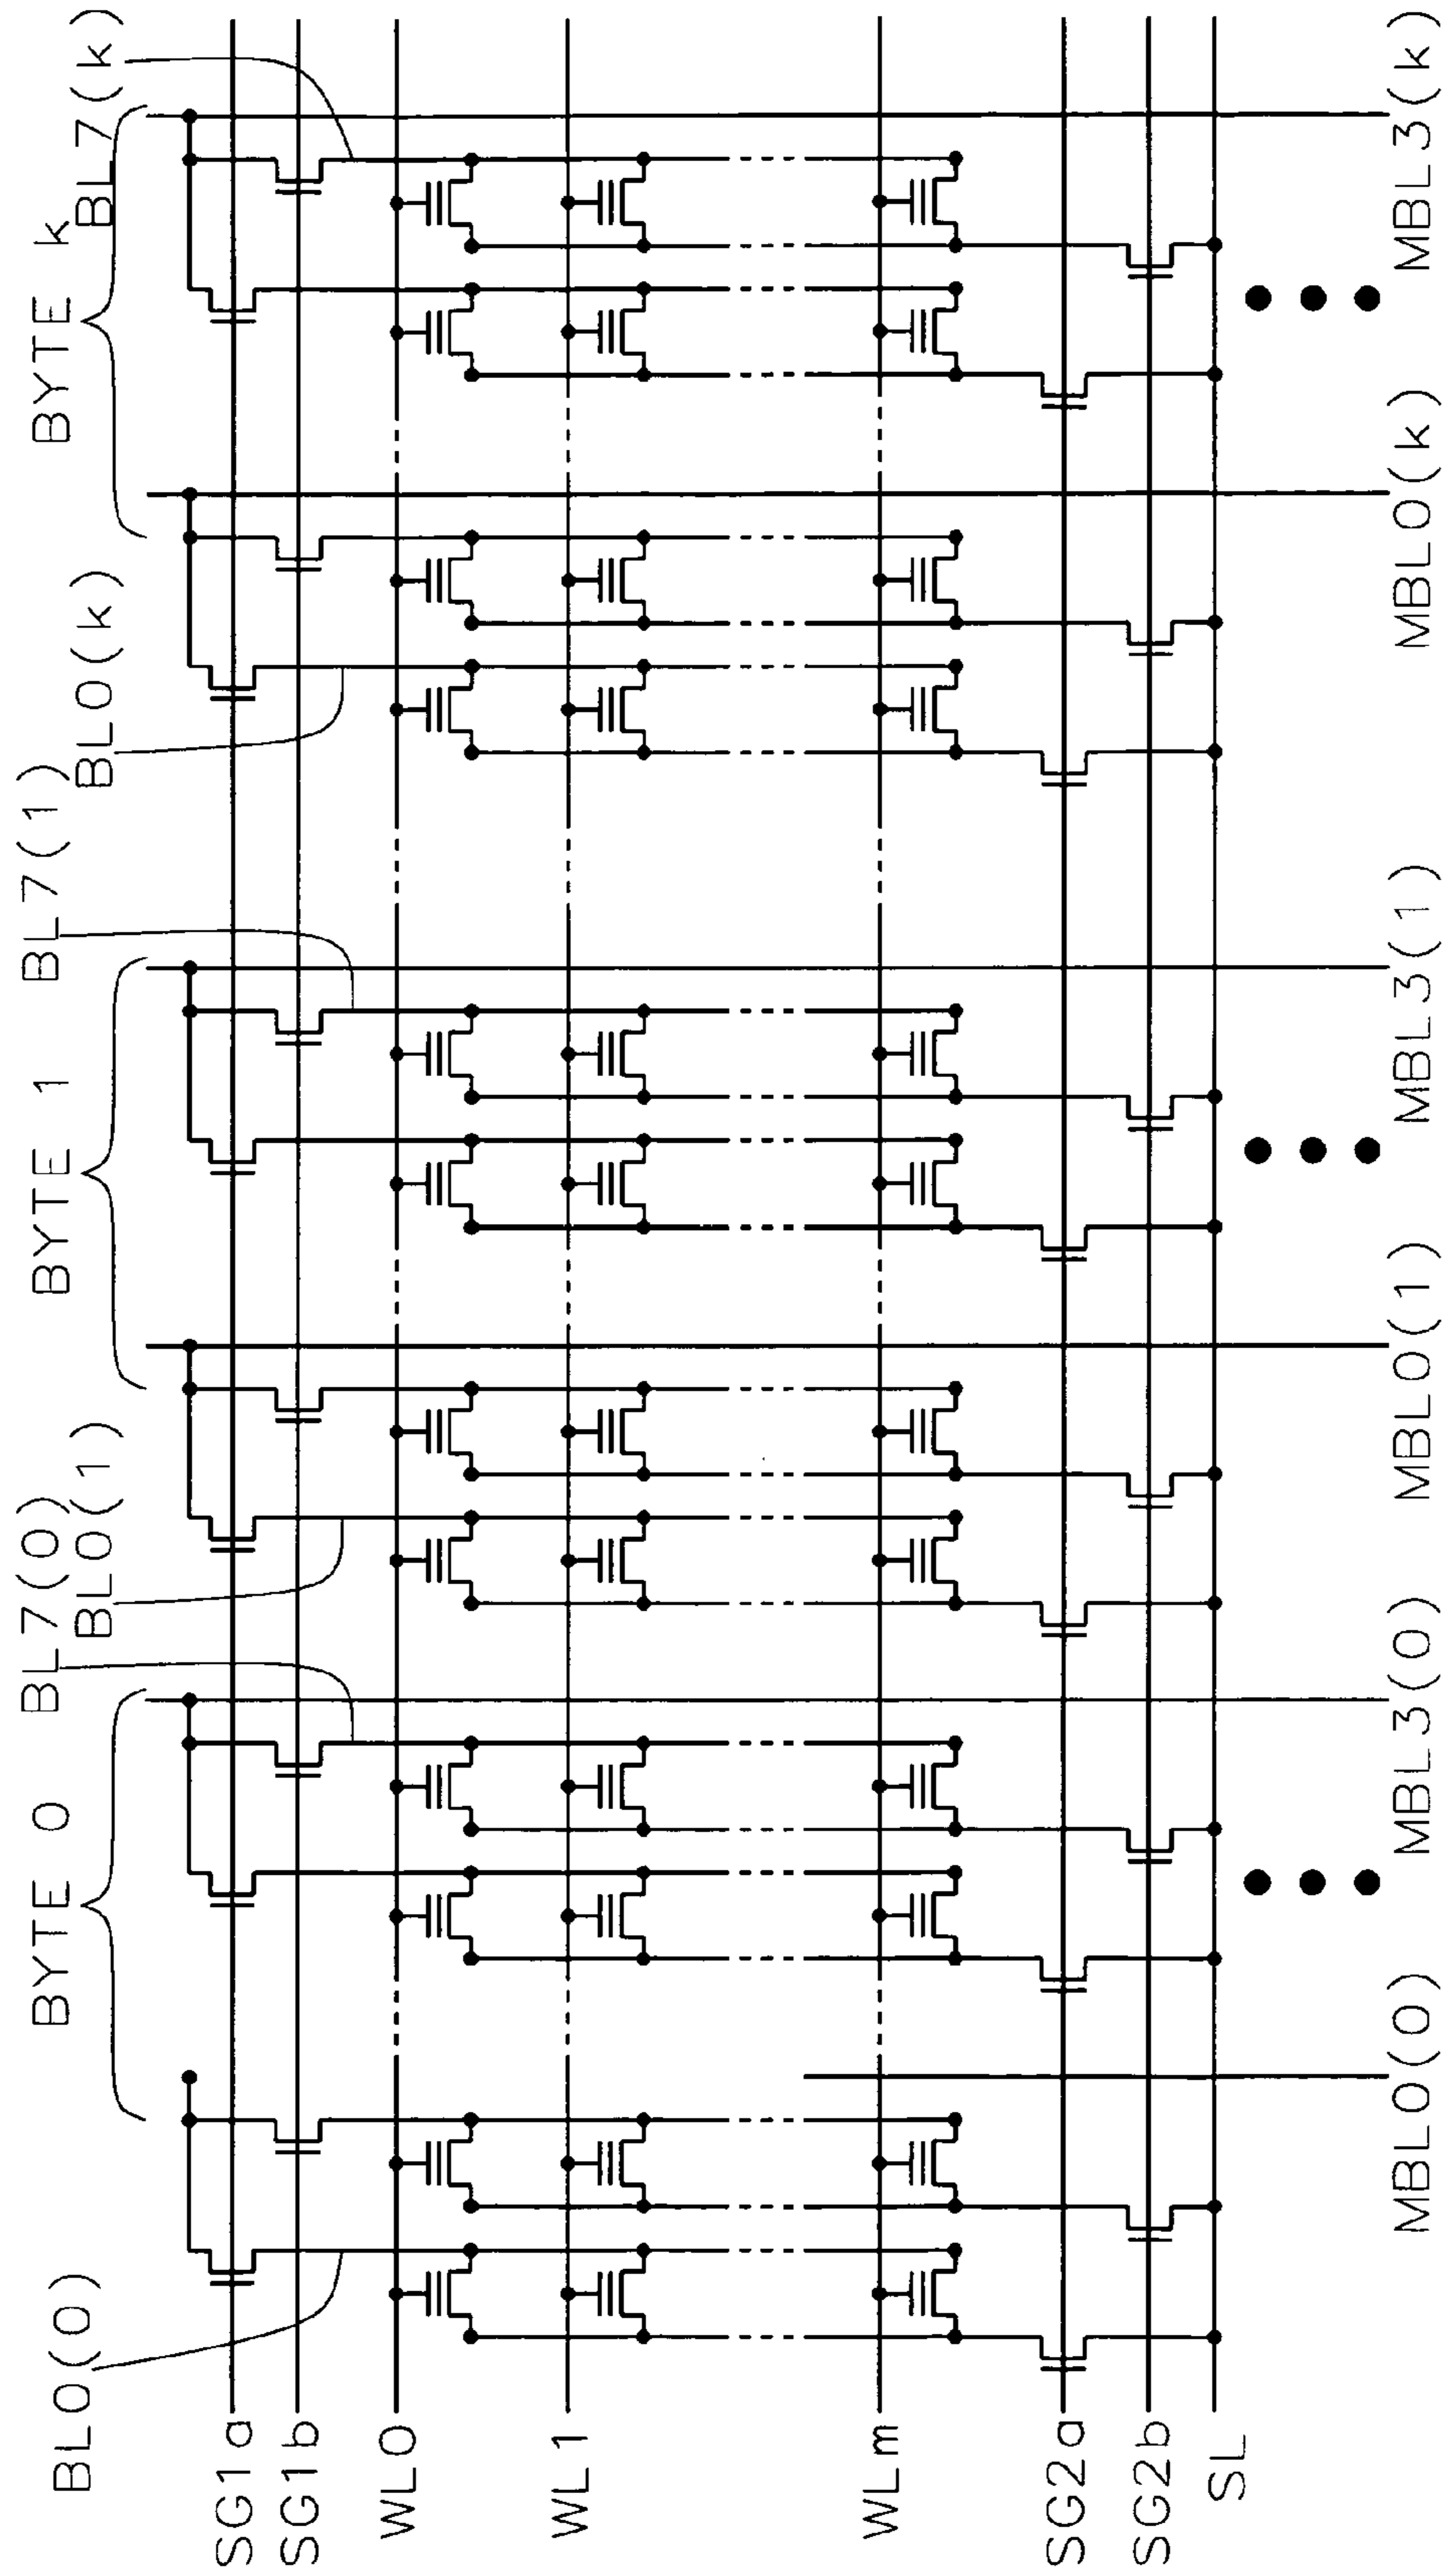 BYTE 0
BYTE 1
BYTE k
BL0(0)
BL7(0)
BL0(1)
BL7(1)
BL0(k)
BL7(k)
SG1a
SG1b
WL0
WL1
WLm
SG2a
SG2b
SL
MBL0(0)
MBL3(0)
MBL0(1)
MBL3(1)
MBL0(k)
MBL3(k)